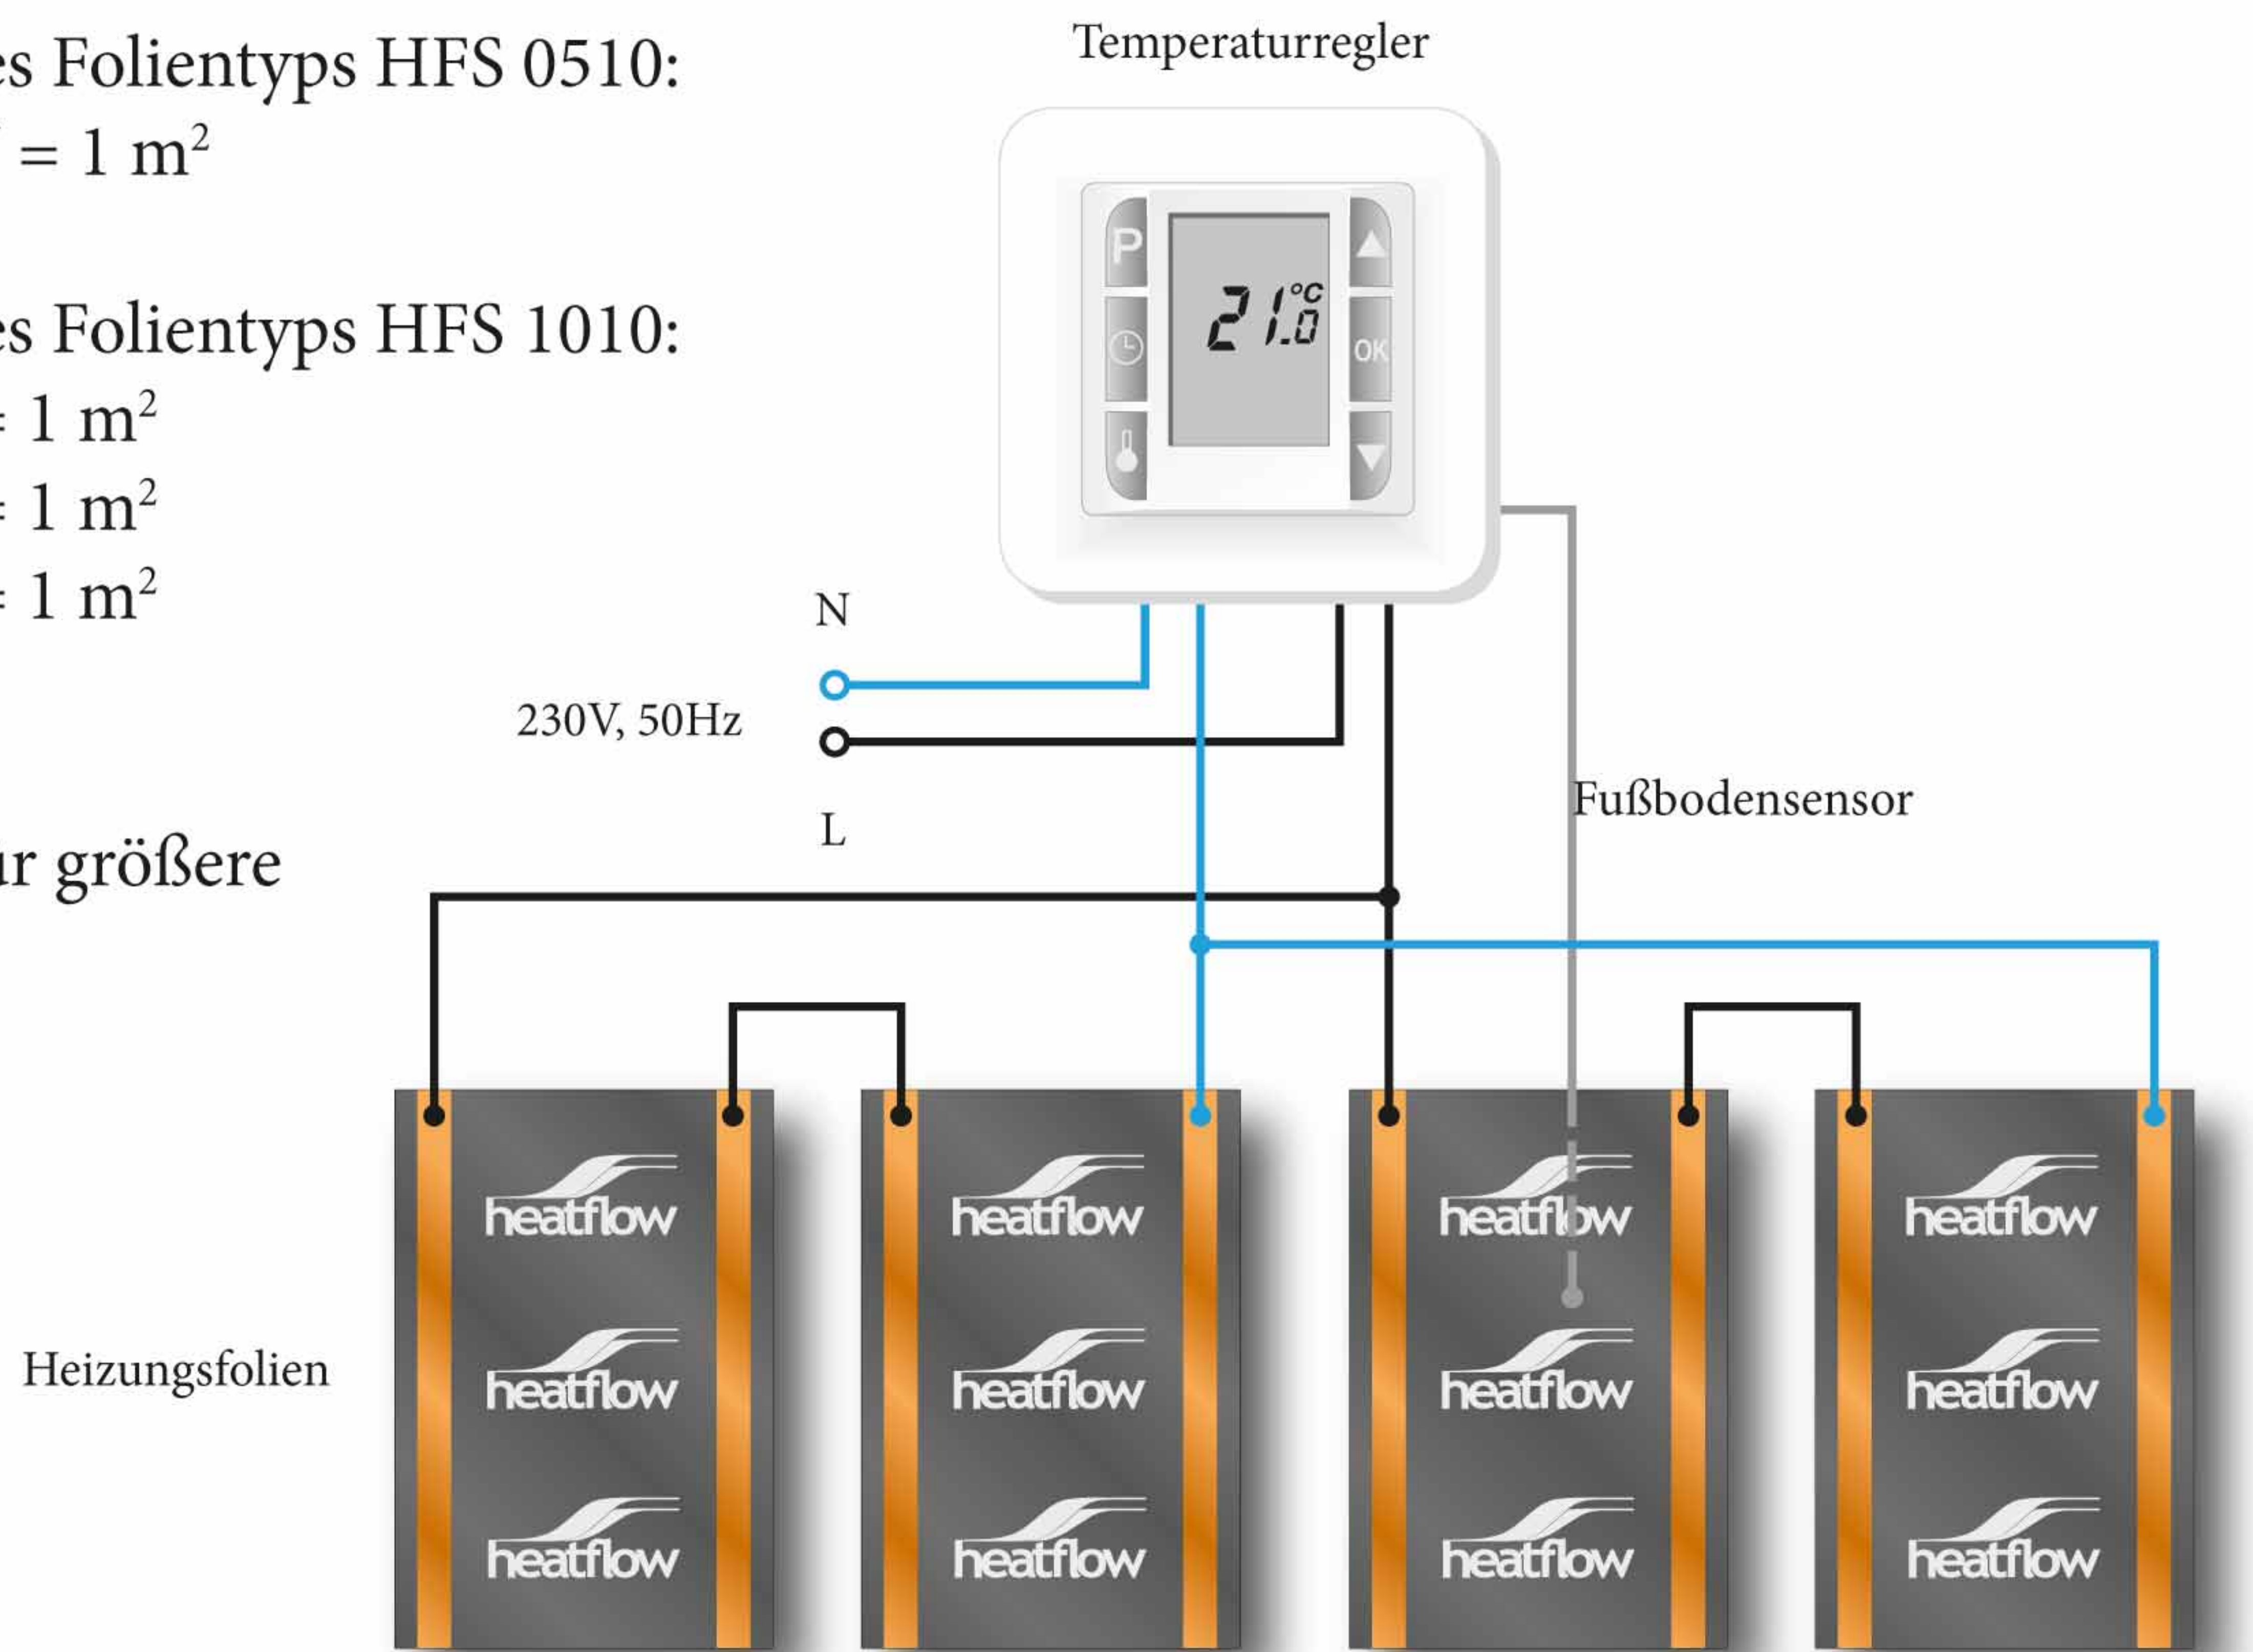 es Folientyps HFS 0510:
= 1 m²
es Folientyps HFS 1010:
= 1 m²
= 1 m²
= 1 m²
größere
Temperaturregler
P
21.0 °C
OK
N
230V, 50Hz
L
Fußbodensensor
Heizungsfolien
heatflow
heatflow
heatflow
heatflow
heatflow
heatflow
heatflow
heatflow
heatflow
heatflow
heatflow
heatflow